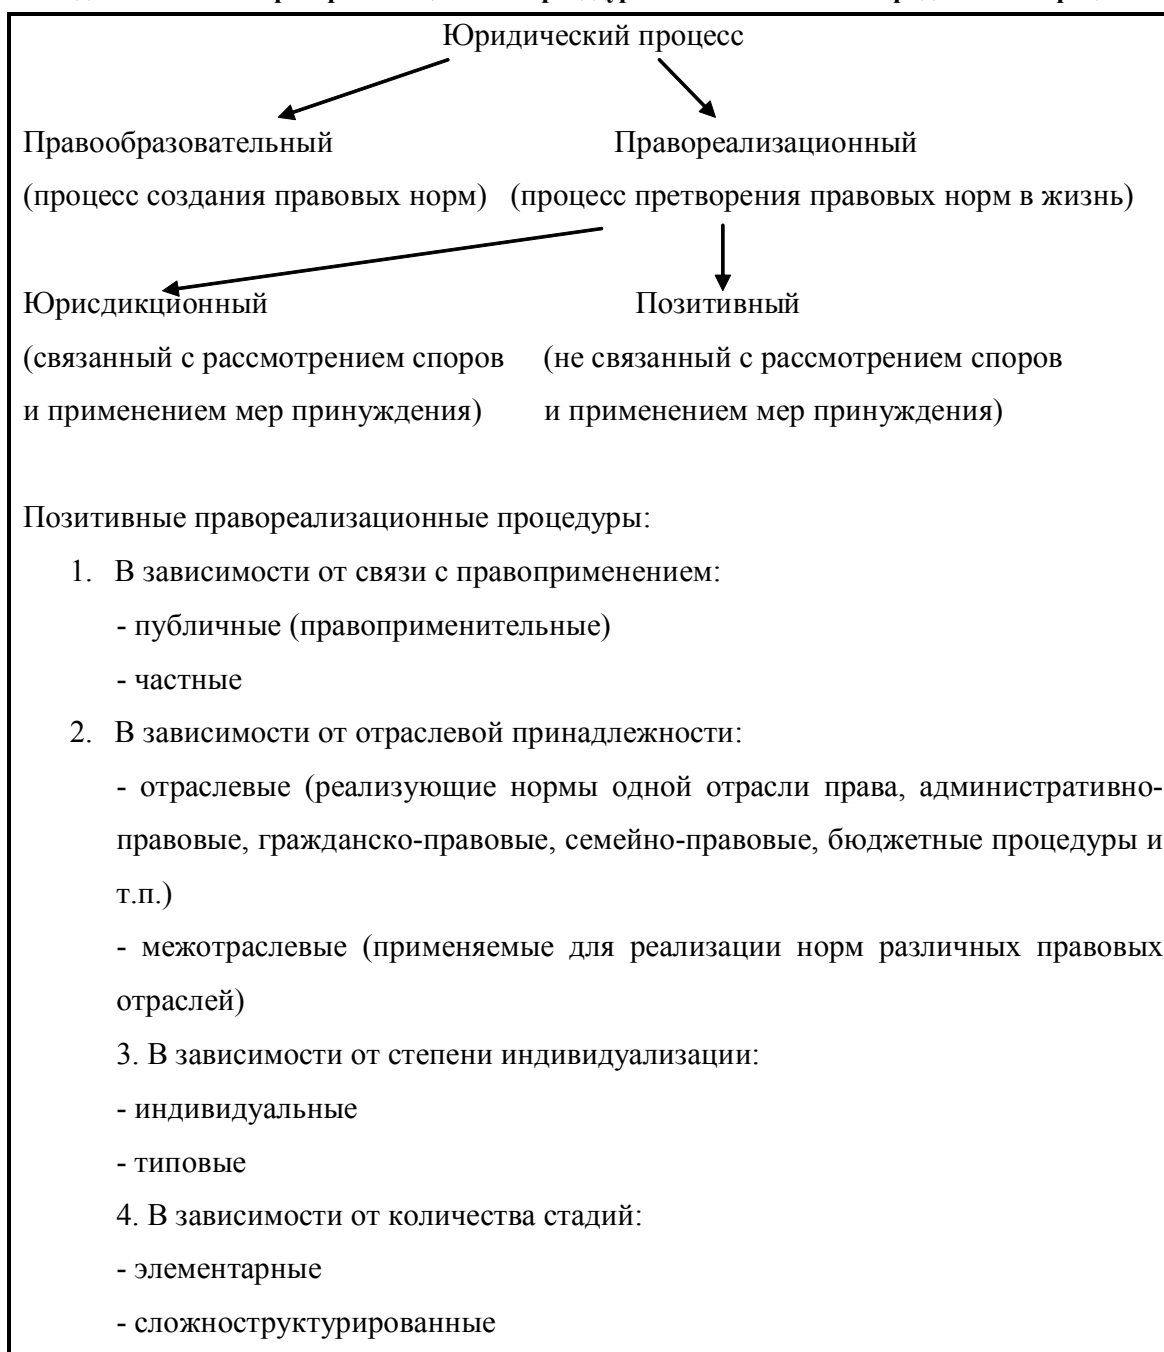 Юридический процесс
Правообразовательный Правореализационный
(процесс создания правовых норм) (процесс претворения правовых норм в жизнь)
Юрисдикционный Позитивный
(связанный с рассмотрением споров (не связанный с рассмотрением споров
и применением мер принуждения) и применением мер принуждения)
Позитивные правореализационные процедуры:
1. В зависимости от связи с правоприменением:
- публичные (правоприменительные)
- частные
2. В зависимости от отраслевой принадлежности:
- отраслевые (реализующие нормы одной отрасли права, административно-
правовые, гражданско-правовые, семейно-правовые, бюджетные процедуры и
т.п.)
- межотраслевые (применяемые для реализации норм различных правовых
отраслей)
3. В зависимости от степени индивидуализации:
- индивидуальные
- типовые
4. В зависимости от количества стадий:
- элементарные
- сложноструктурированные